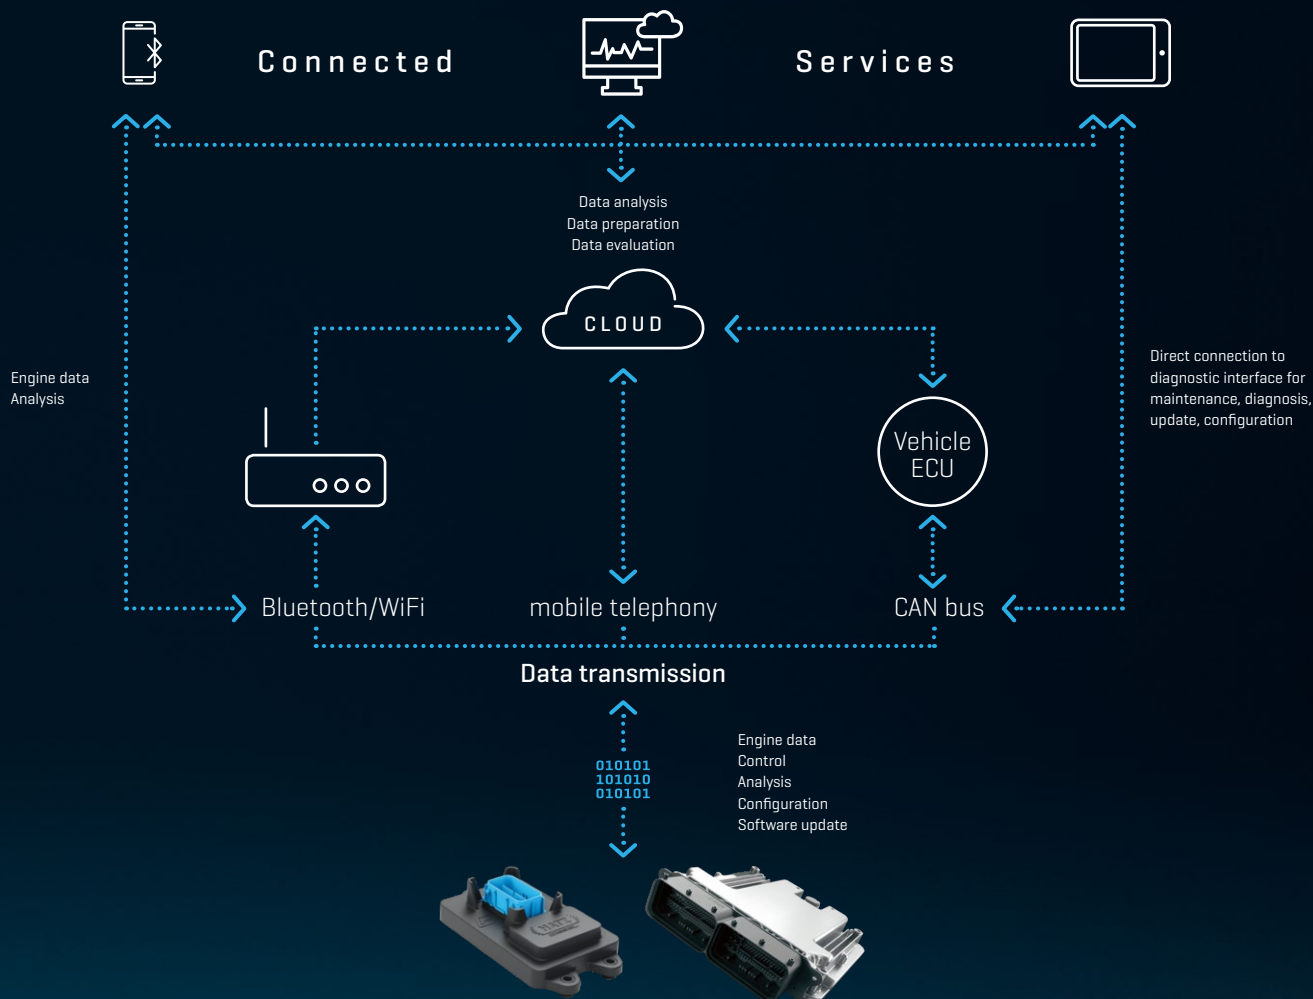 Connected Services
Data analysis
Data preparation
Data evaluation
CLOUD
Engine data
Analysis
Direct connection to
diagnostic interface for
maintenance, diagnosis,
update, configuration
Vehicle
ECU
Bluetooth/WiFi
mobile telephony
CAN bus
Data transmission
010101
101010
010101
Engine data
Control
Analysis
Configuration
Software update
HATZ